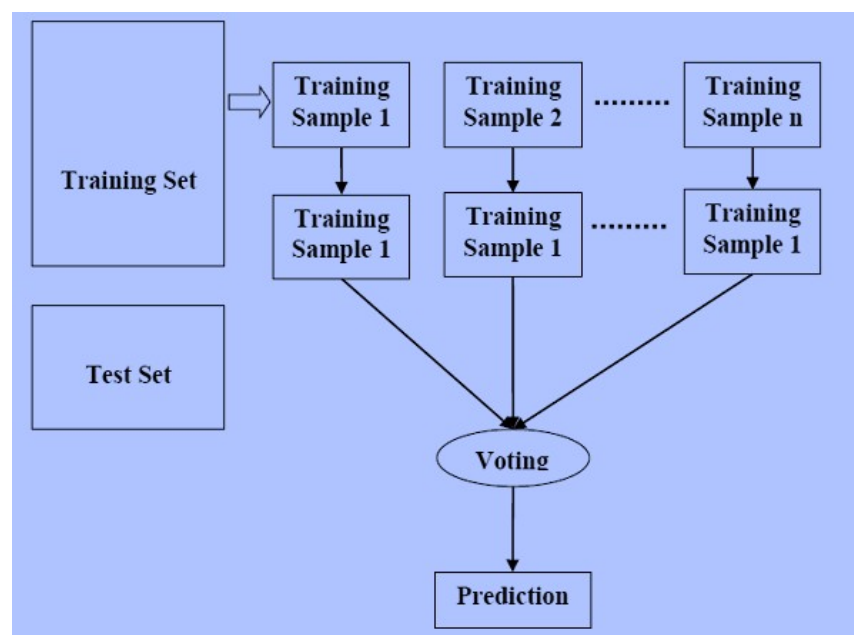 Training Set
Training
Sample 1
Training
Sample 2
Training
Sample n
Training
Sample 1
Training
Sample 1
Training
Sample 1
Test Set
Voting
Prediction